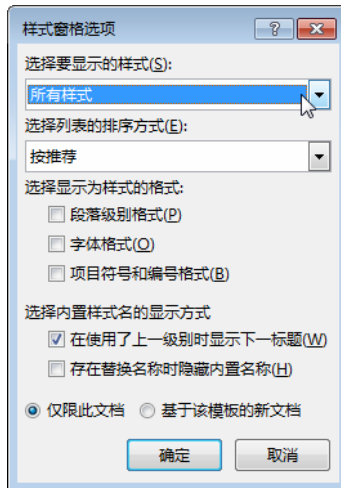 样式窗格选项
选择要显示的样式(S):
所有样式
选择列表的排序方式(E):
按推荐
选择显示为样式的格式:
段落级别格式(P)
字体格式(O)
项目符号和编号格式(B)
选择内置样式名的显示方式
在使用了上一级别时显示下一标题(W)
存在替换名称时隐藏内置名称(H)
仅限此文档 基于该模板的新文档
确定 取消